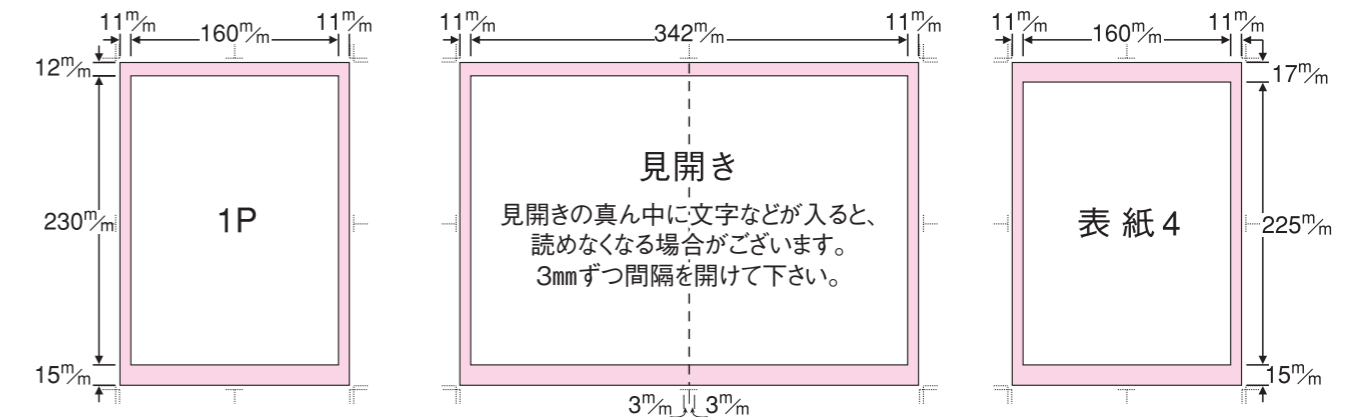 11m/m
160m/m
11m/m
12m/m
230m/m
15m/m
1P
11m/m
342m/m
11m/m
見開き
見開きの真ん中に文字などが入ると、
読めなくなる場合がございます。
3㎜ずつ間隔を開けて下さい。
3m/m
3m/m
11m/m
160m/m
11m/m
17m/m
表紙4
225m/m
15m/m